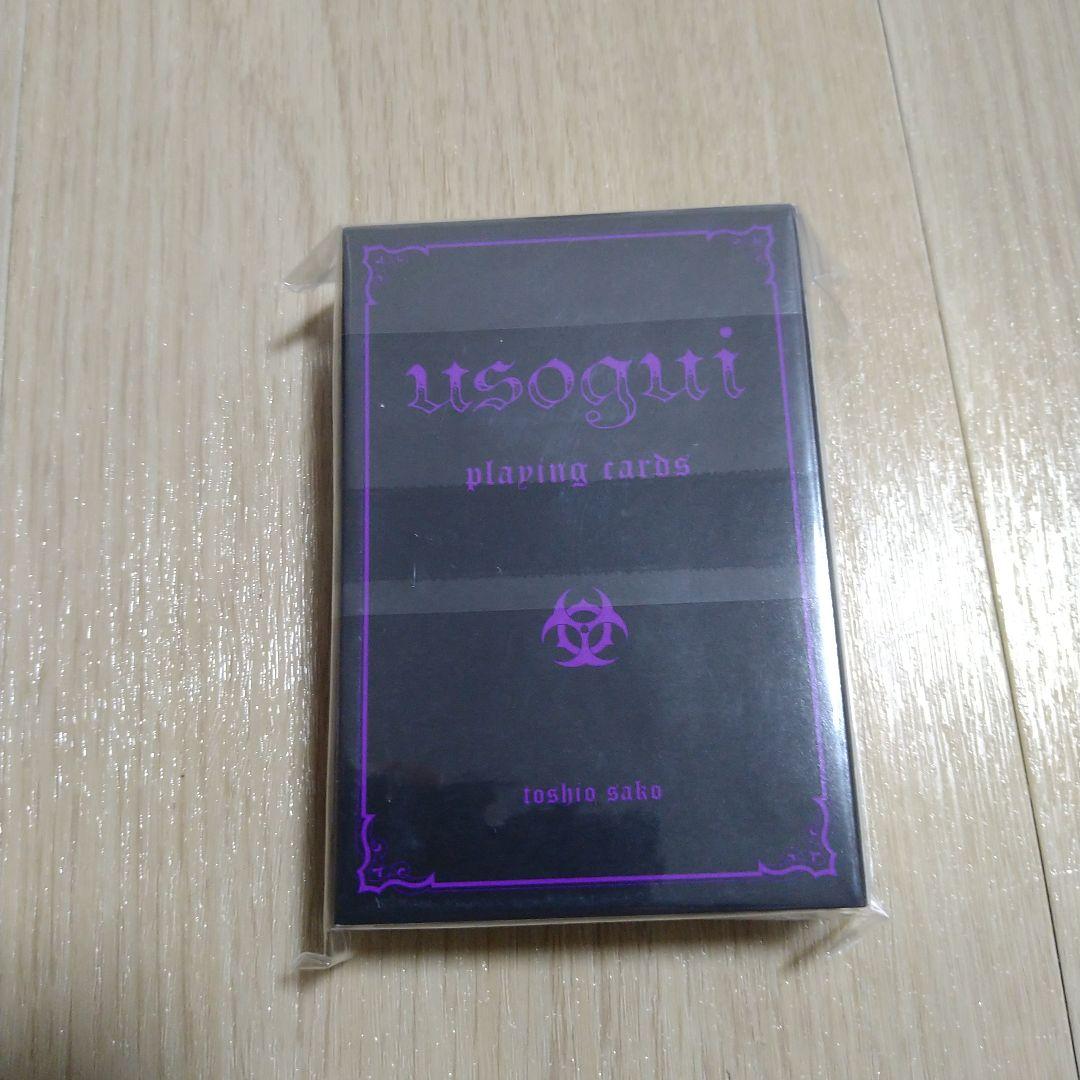 usogui
playing cards
toshio sako